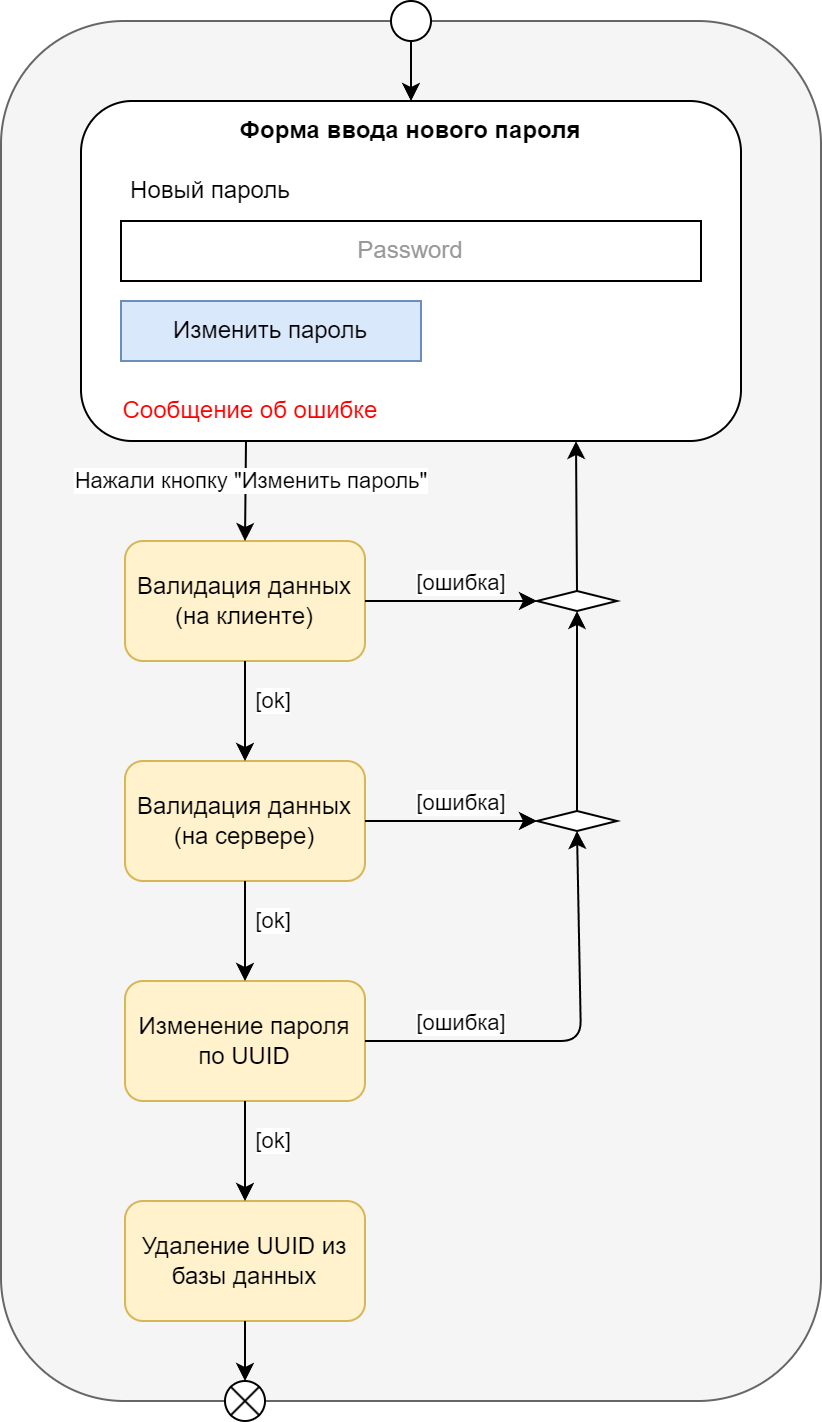 Форма ввода нового пароля
Новый пароль
Password
Изменить пароль
Сообщение об ошибке
Нажали кнопку "Изменить пароль"
Валидация данных
(на клиенте)
[ошибка]
[ok]
Валидация данных
(на сервере)
[ошибка]
[ok]
Изменение пароля
по UUID
[ошибка]
[ok]
Удаление UUID из
базы данных